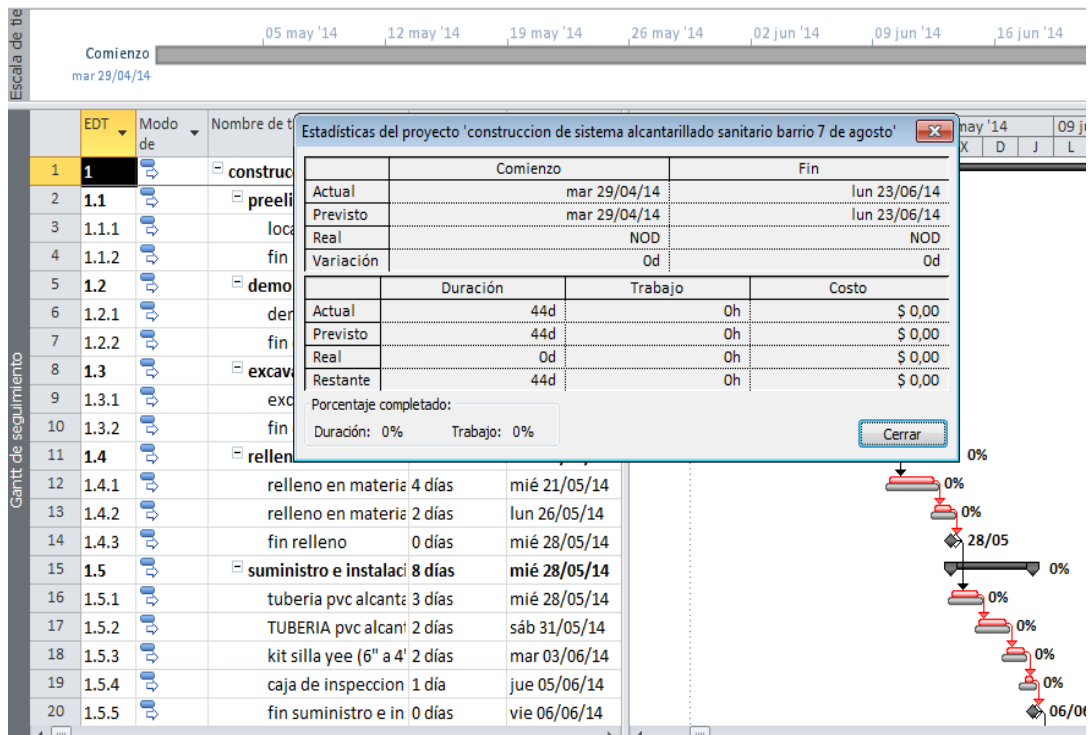 Escala de tie
05 may '14 12 may '14 19 may '14 26 may '14 02 jun '14 09 jun '14 16 jun '14
Comienzo
mar 29/04/14
Gantt de seguimiento
EDT Modo de Nombre de t may '14 09 ju
X D J L
Estadísticas del proyecto 'construccion de sistema alcantarillado sanitario barrio 7 de agosto'
Comienzo Fin
Actual mar 29/04/14 lun 23/06/14
Previsto mar 29/04/14 lun 23/06/14
Real NOD NOD
Variación 0d 0d
Duración Trabajo Costo
Actual 44d 0h $ 0,00
Previsto 44d 0h $ 0,00
Real 0d 0h $ 0,00
Restante 44d 0h $ 0,00
Porcentaje completado:
Duración: 0% Trabajo: 0%
Cerrar
1 1 construc
2 1.1 preeli
3 1.1.1 loca
4 1.1.2 fin
5 1.2 demo
6 1.2.1 der
7 1.2.2 fin
8 1.3 excava
9 1.3.1 exc
10 1.3.2 fin
11 1.4 rellen 0%
12 1.4.1 relleno en materia 4 días mié 21/05/14 0%
13 1.4.2 relleno en materia 2 días lun 26/05/14 0%
14 1.4.3 fin relleno 0 días mié 28/05/14 28/05
15 1.5 suministro e instalaci 8 días mié 28/05/14 0%
16 1.5.1 tuberia pvc alcanta 3 días mié 28/05/14 0%
17 1.5.2 TUBERIA pvc alcant 2 días sáb 31/05/14 0%
18 1.5.3 kit silla yee (6" a 4" 2 días mar 03/06/14 0%
19 1.5.4 caja de inspeccion 1 día jue 05/06/14 0%
20 1.5.5 fin suministro e in 0 días vie 06/06/14 06/06